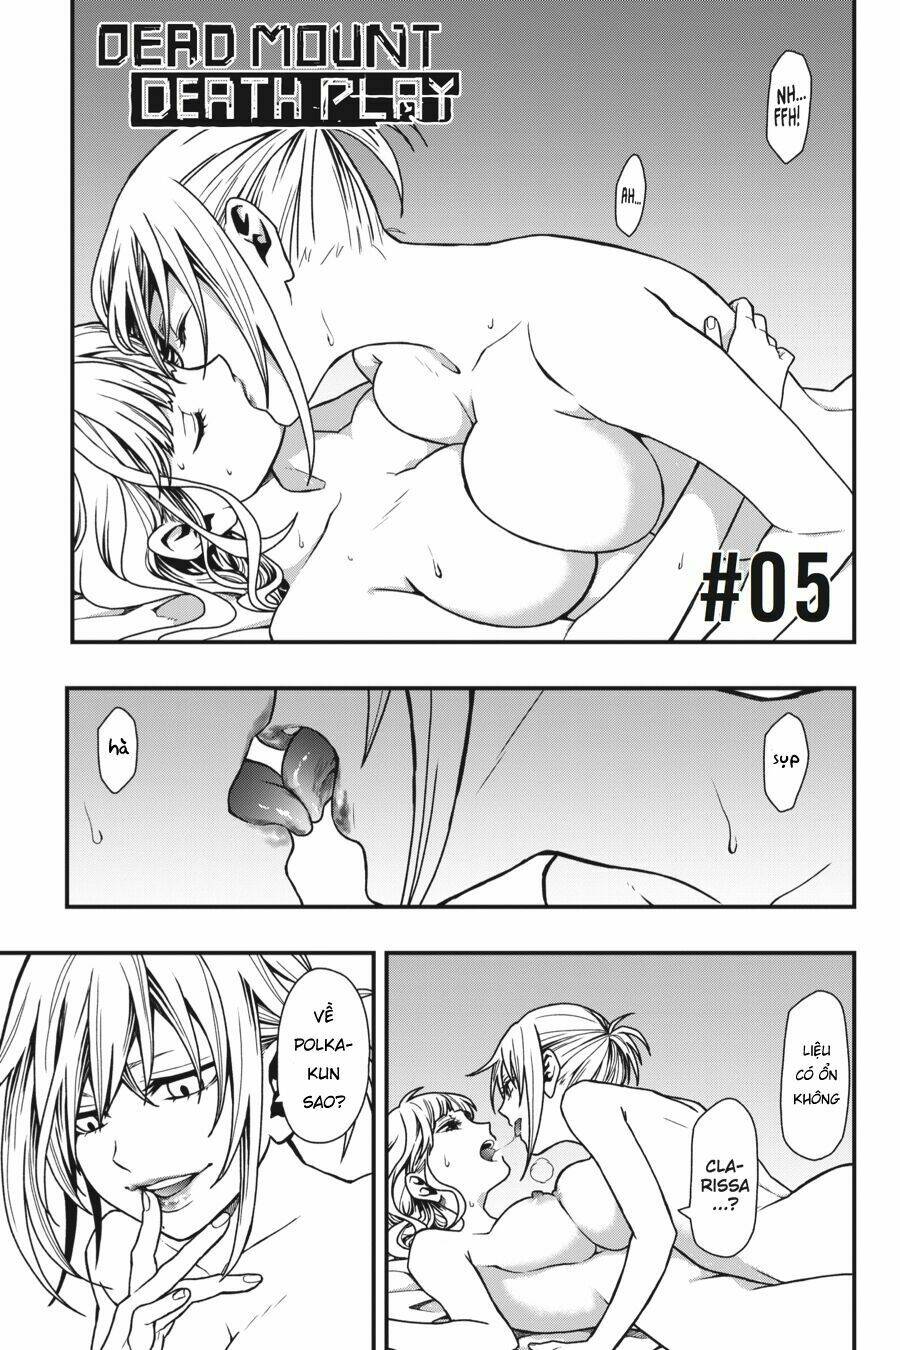 DEAD MOUNT
DEATH PLAY
NH...
FFH!
AH...
#05
sụp
hà
LIỆU
CÓ ỔN
KHÔNG
CLA-
RISSA
...?
VỀ
POLKA-
KUN
SAO?